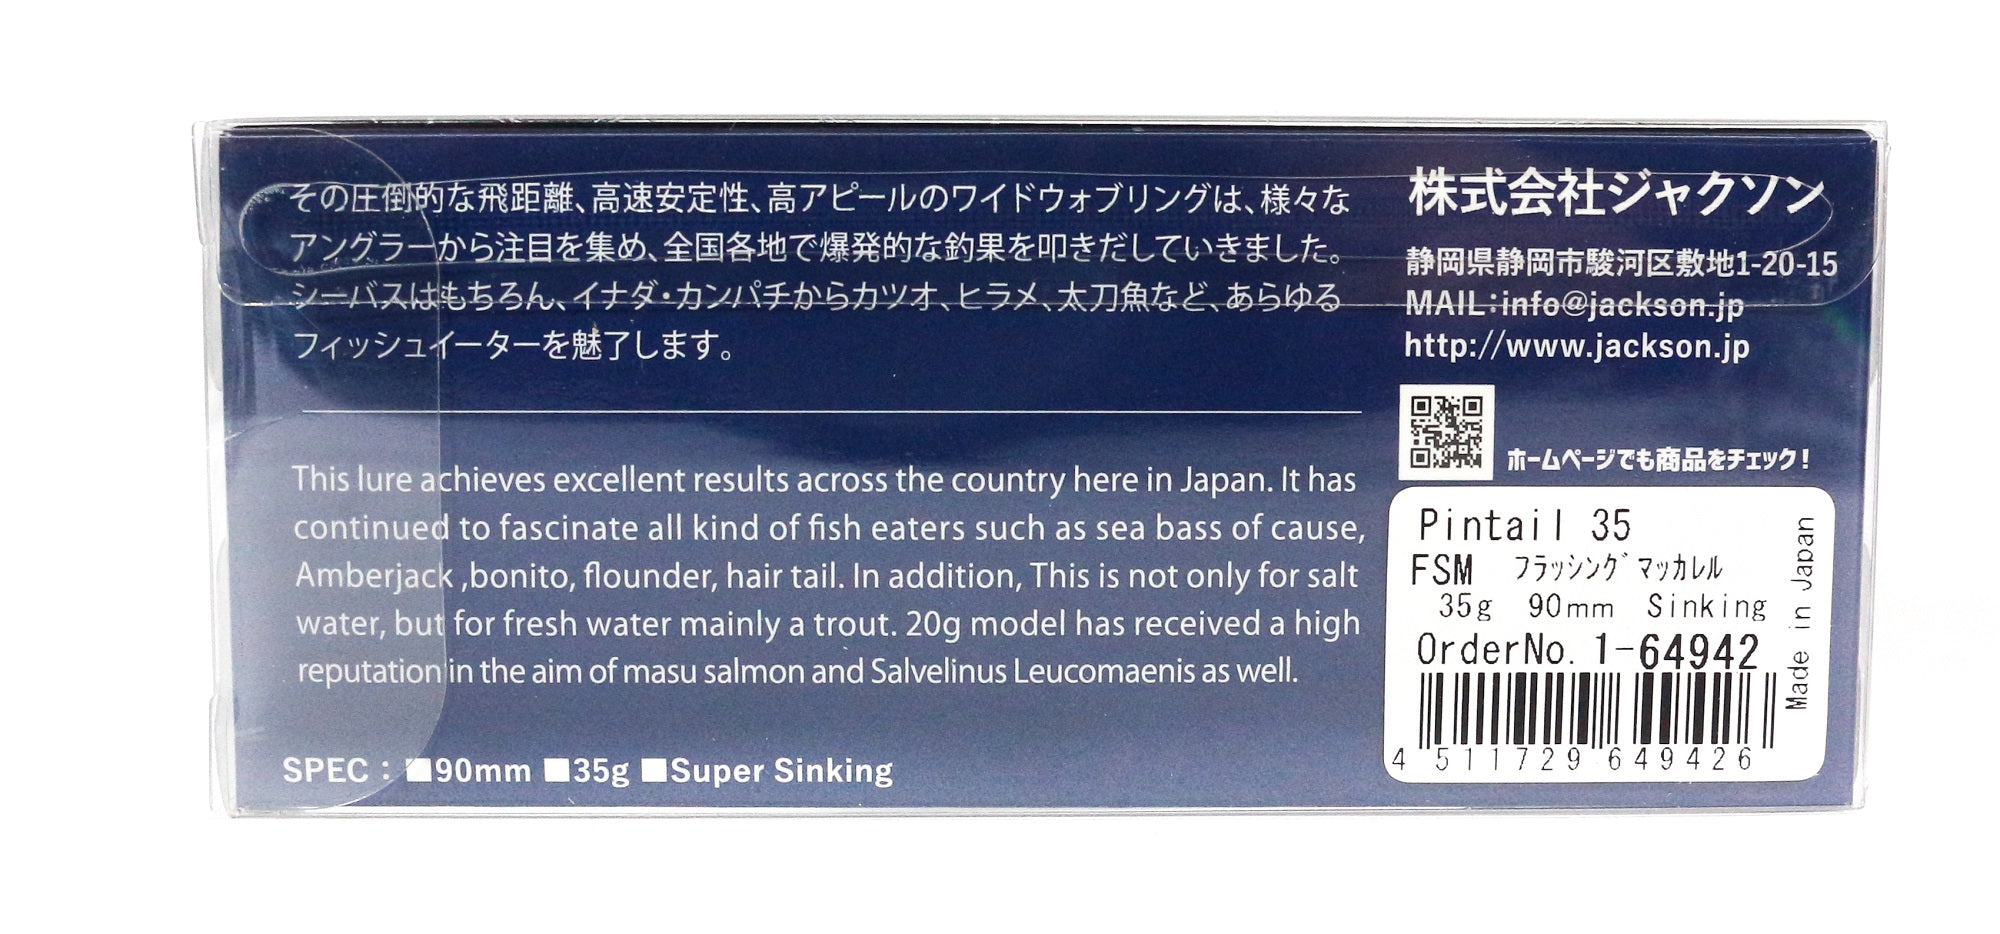 その圧倒的な飛距離、高速安定性、高アピールのワイドウォブリングは、様々な
アングラーから注目を集め、全国各地で爆発的な釣果を叩きだしていきました。
シーバスはもちろん、イナダ・カンパチからカツオ、ヒラメ、太刀魚など、あらゆる
フィッシュイーターを魅了します。
This lure achieves excellent results across the country here in Japan. It has
continued to fascinate all kind of fish eaters such as sea bass of cause,
Amberjack ,bonito, flounder, hair tail. In addition, This is not only for salt
water, but for fresh water mainly a trout. 20g model has received a high
reputation in the aim of masu salmon and Salvelinus Leucomaenis as well.
SPEC : ■90mm ■35g ■Super Sinking
株式会社ジャクソン
静岡県静岡市駿河区敷地1-20-15
MAIL:info@jackson.jp
http://www.jackson.jp
ホームページでも商品をチェック!
Pintail 35
FSM フラッシングマッカレル
35g 90mm Sinking
OrderNo. 1-64942
4 511729 649426
Made in Japan